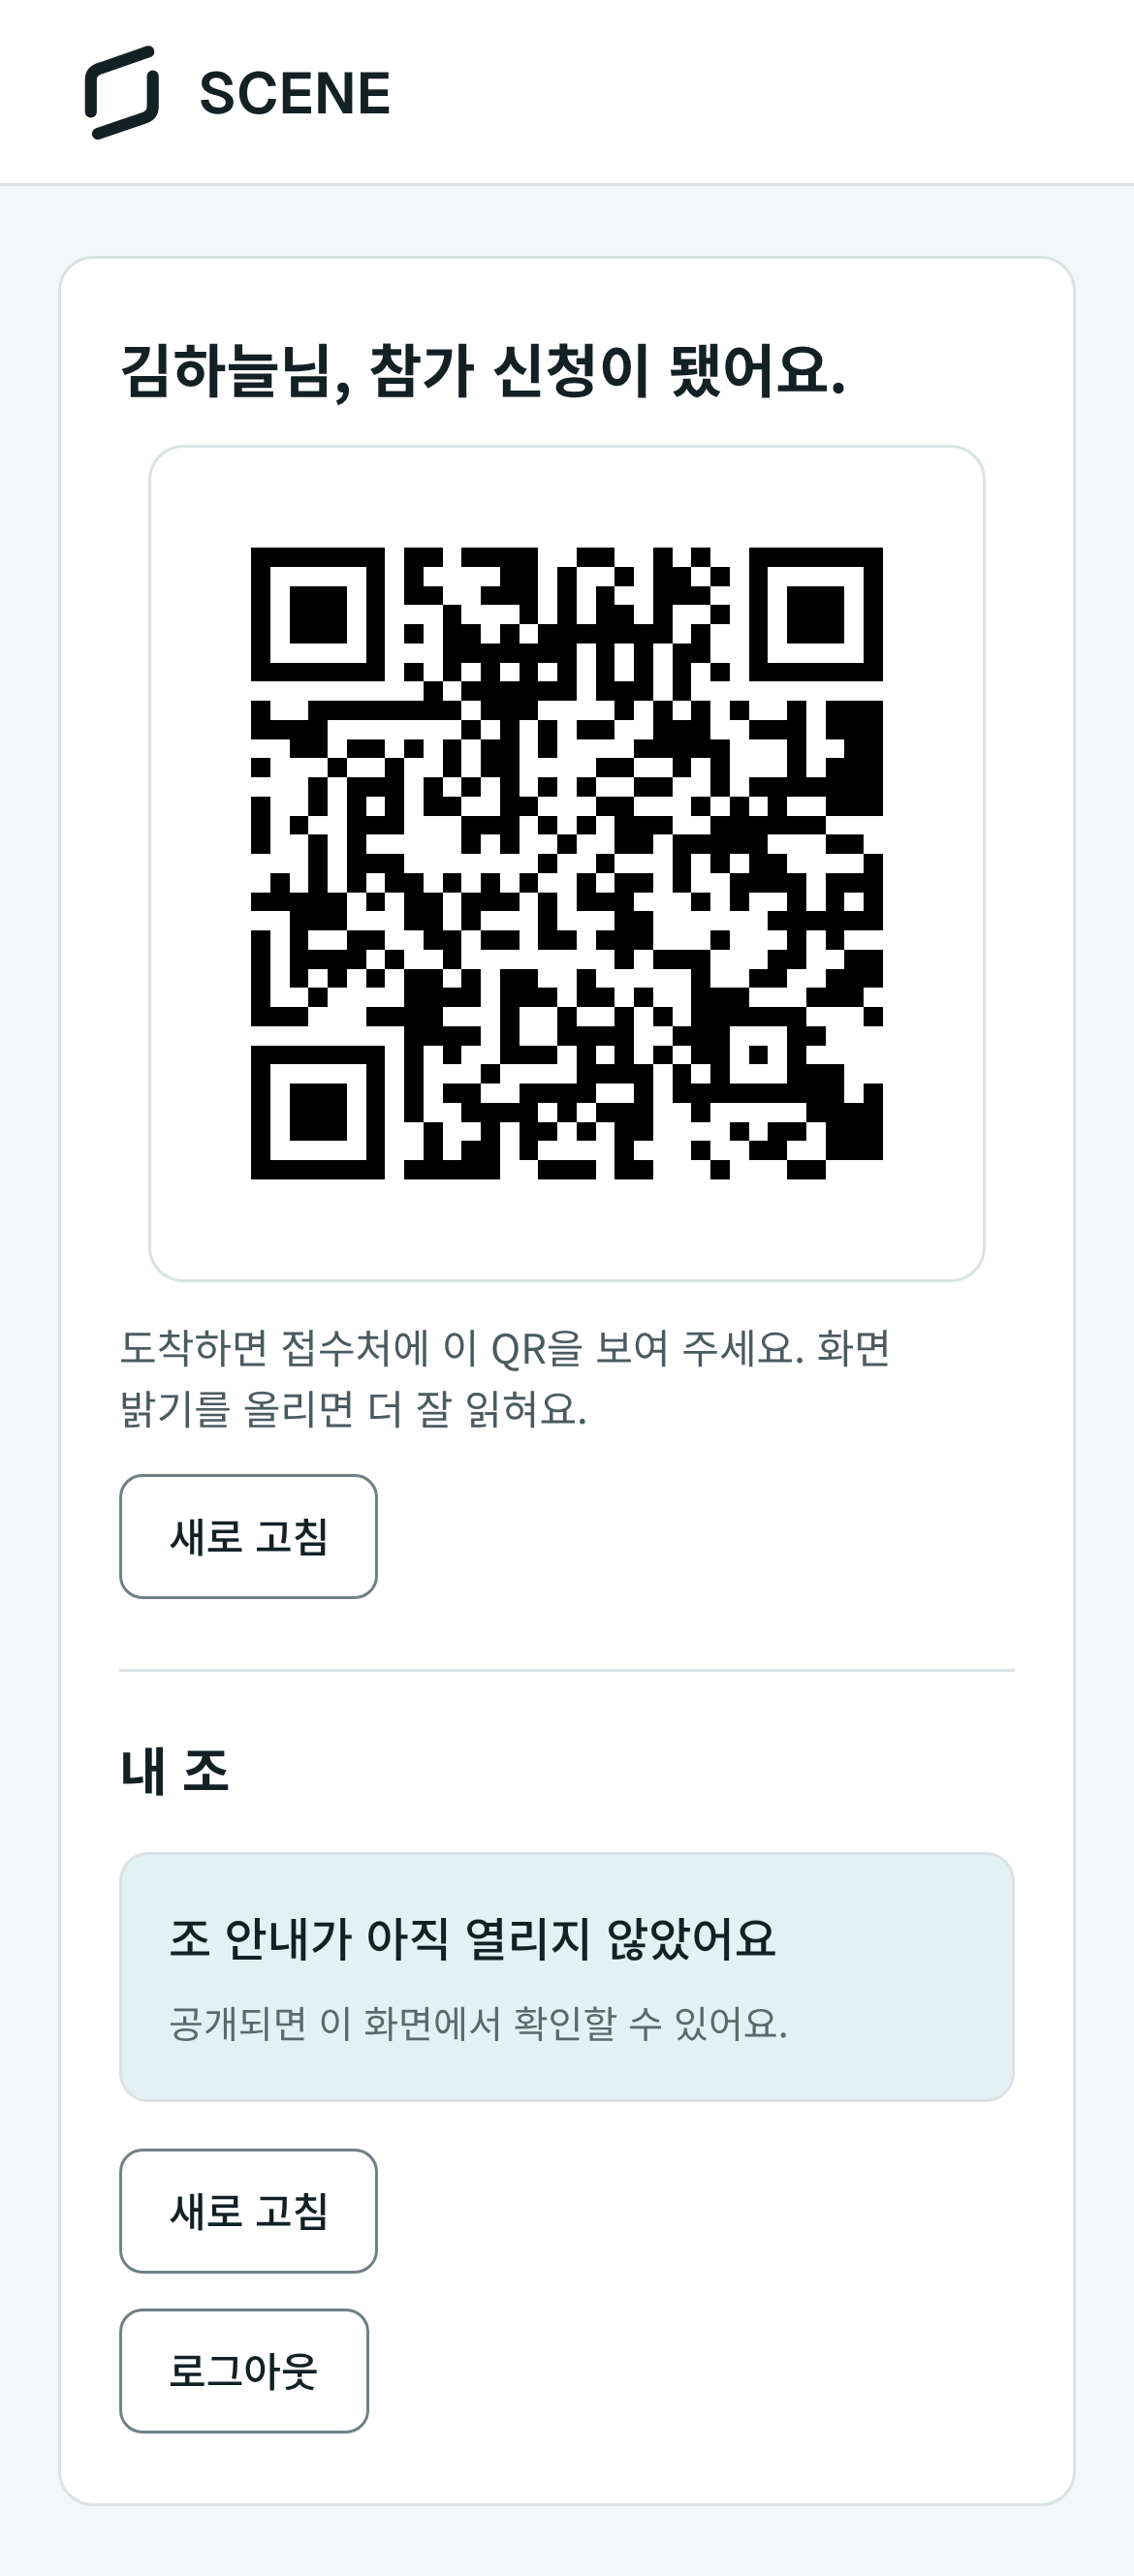 SCENE
김하늘님, 참가 신청이 됐어요.
도착하면 접수처에 이 QR을 보여 주세요. 화면
밝기를 올리면 더 잘 읽혀요.
새로 고침
내 조
조 안내가 아직 열리지 않았어요
공개되면 이 화면에서 확인할 수 있어요.
새로 고침
로그아웃